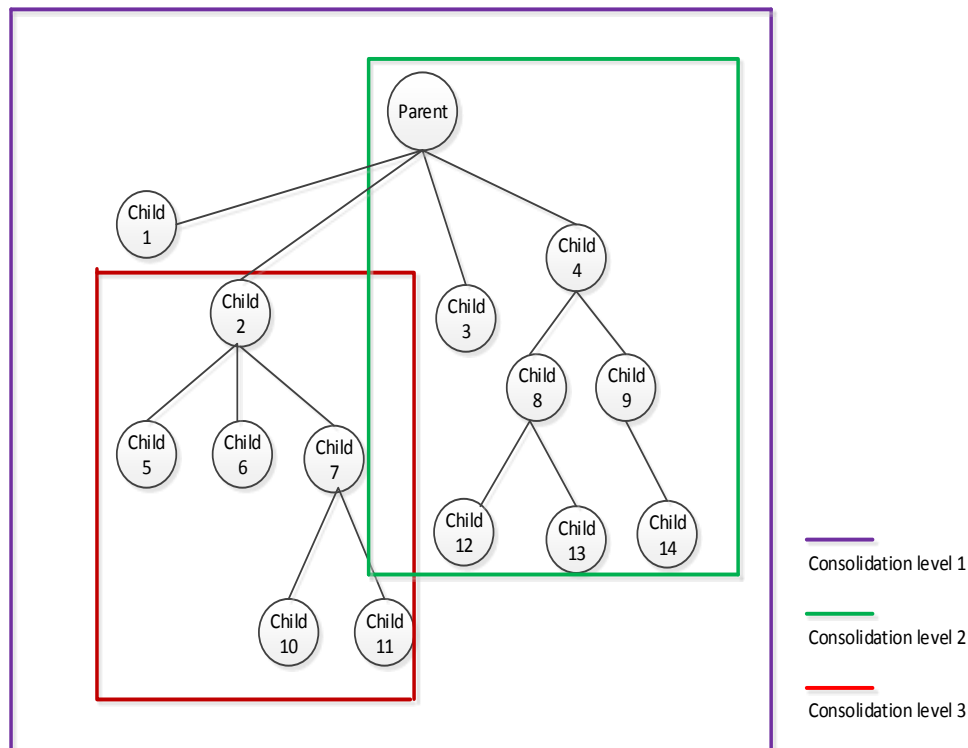 Parent
Child
1
Child
4
Child
2
Child
3
Child
8
Child
9
Child
5
Child
6
Child
7
Child
12
Child
13
Child
14
Child
10
Child
11
Consolidation level 1
Consolidation level 2
Consolidation level 3